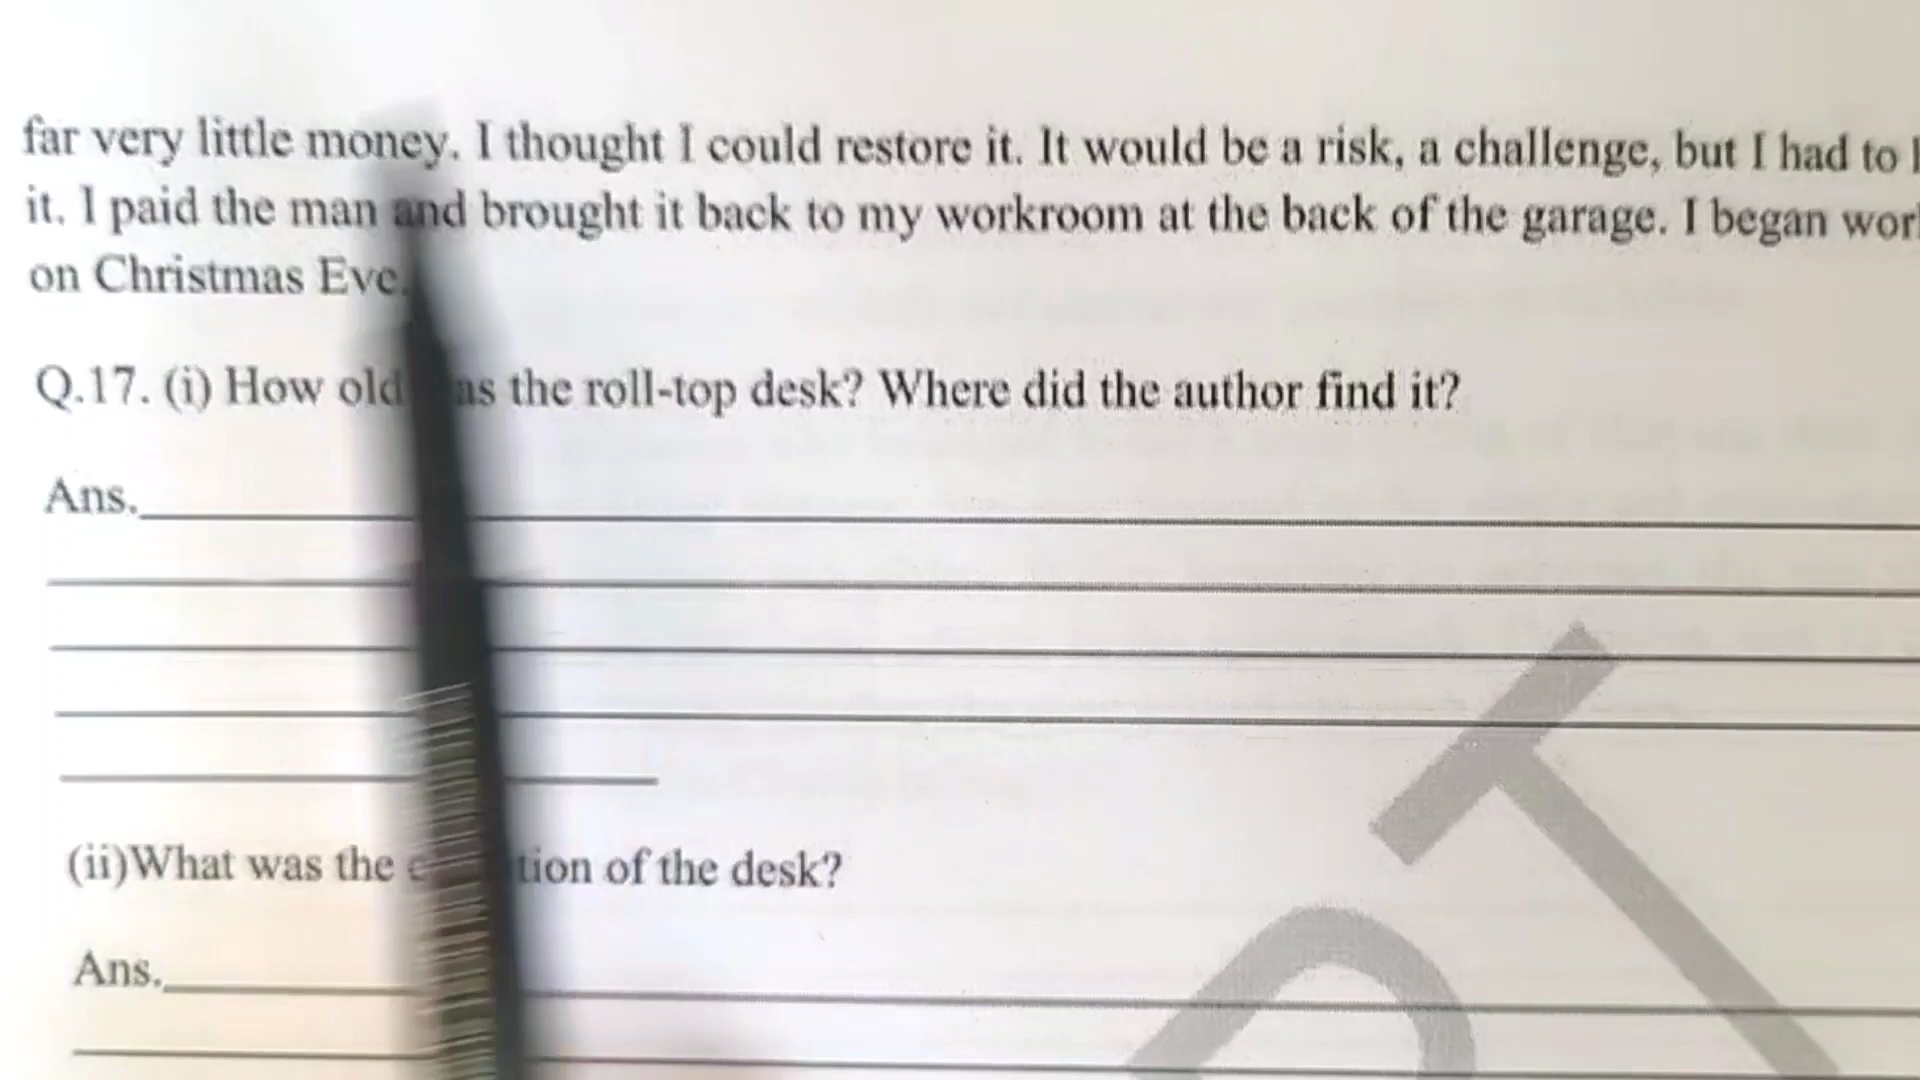 far very little money. I thought I could restore it. It would be a risk, a challenge, but I had to
it. I paid the man and brought it back to my workroom at the back of the garage. I began
on Christmas Eve.
Q.17. (i) How old as the roll-top desk? Where did the author find it?
Ans.
(ii)What was the tion of the desk?
Ans.